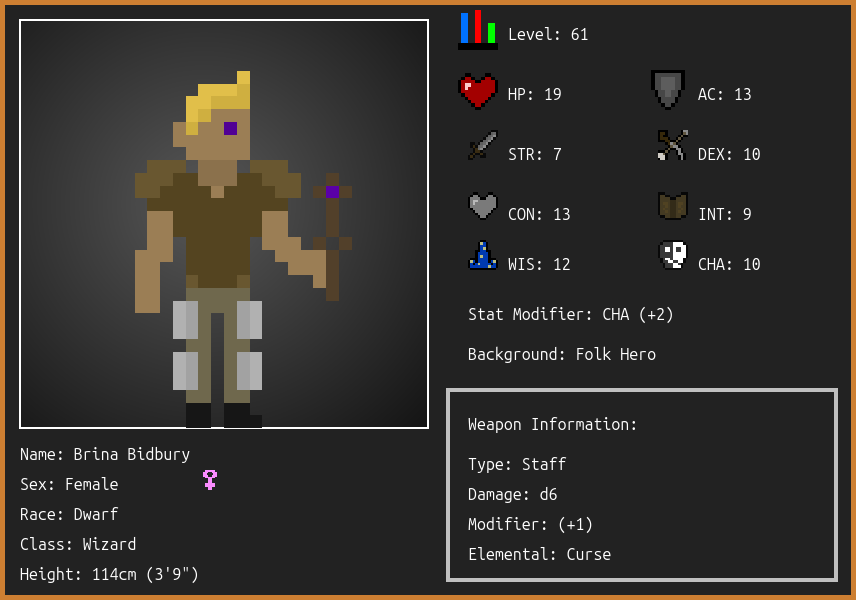 Level: 61
HP: 19
AC: 13
STR: 7
DEX: 10
CON: 13
INT: 9
WIS: 12
CHA: 10
Stat Modifier: CHA (+2)
Background: Folk Hero
Weapon Information:
Type: Staff
Damage: d6
Modifier: (+1)
Elemental: Curse
Name: Brina Bidbury
Sex: Female
Race: Dwarf
Class: Wizard
Height: 114cm (3'9")